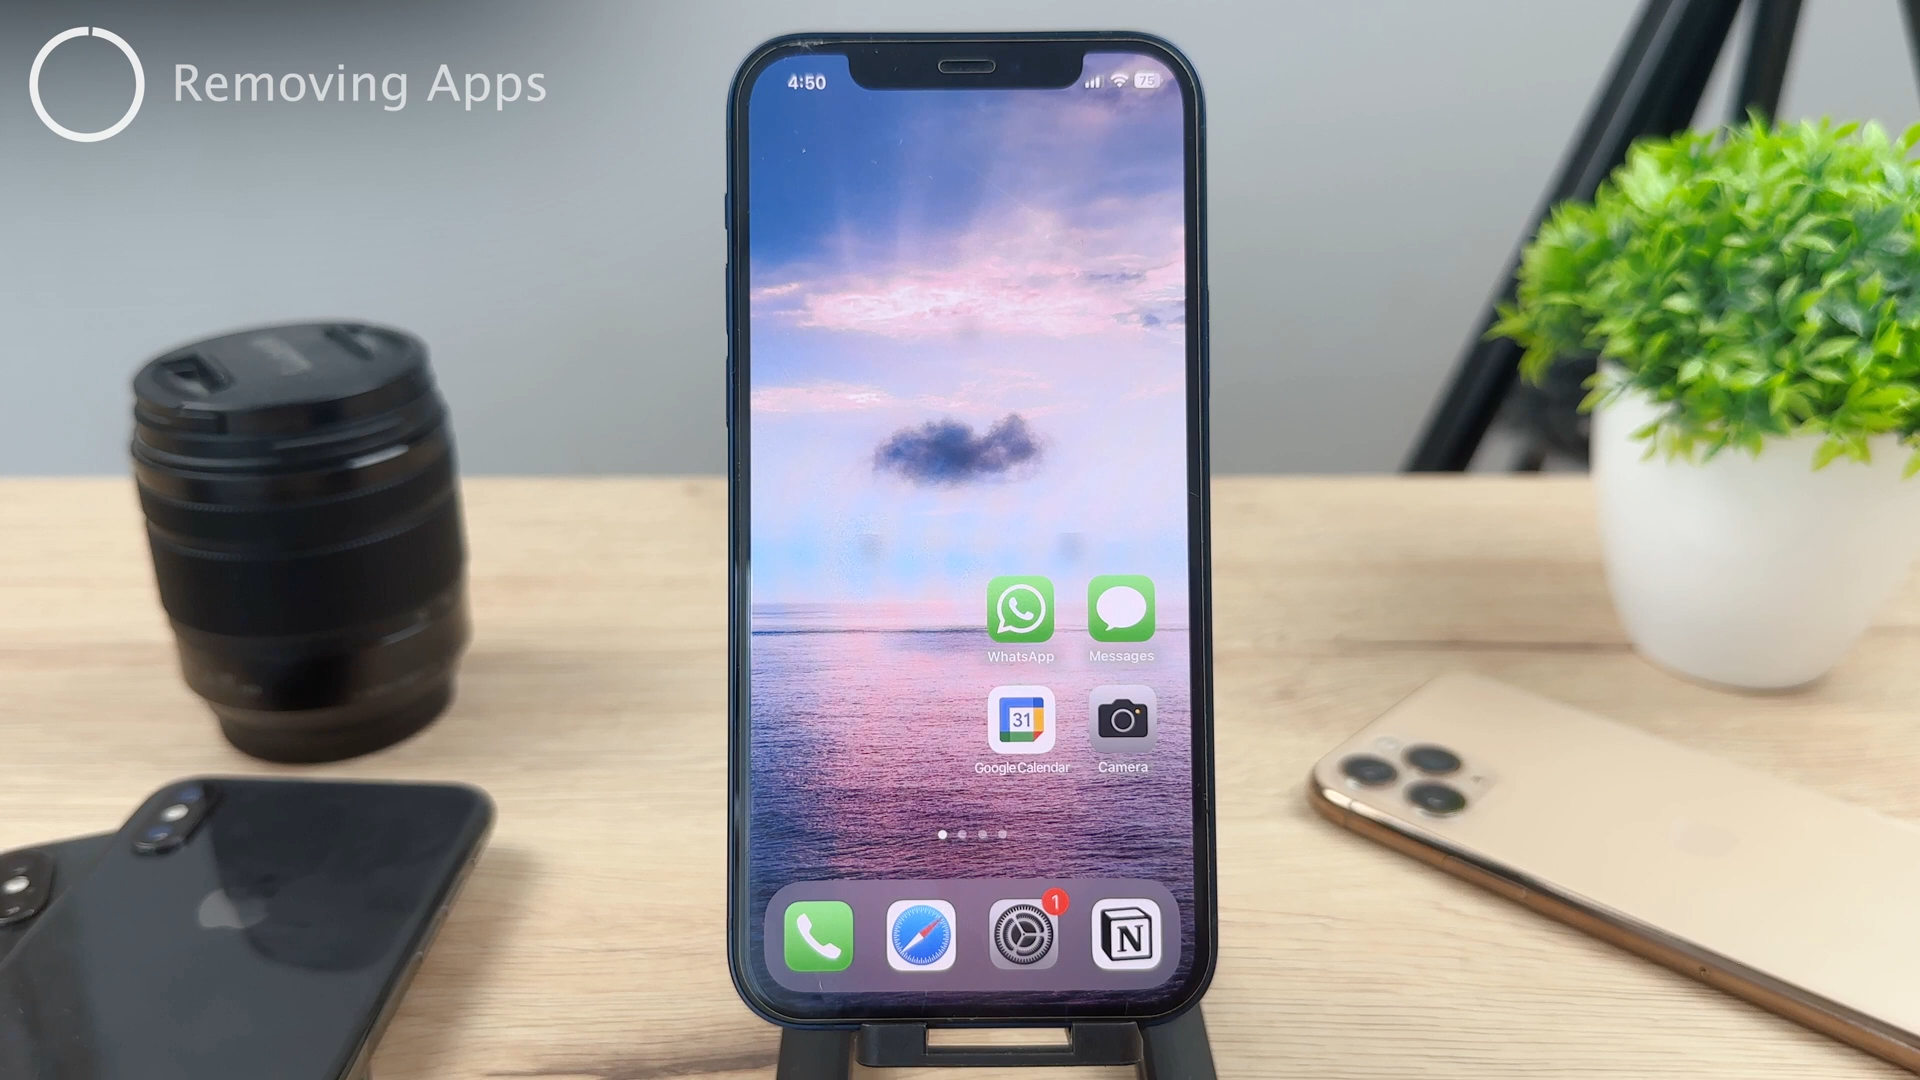 Removing Apps
4:50
75
WhatsApp
Messages
31
Google Calendar
Camera
1
N